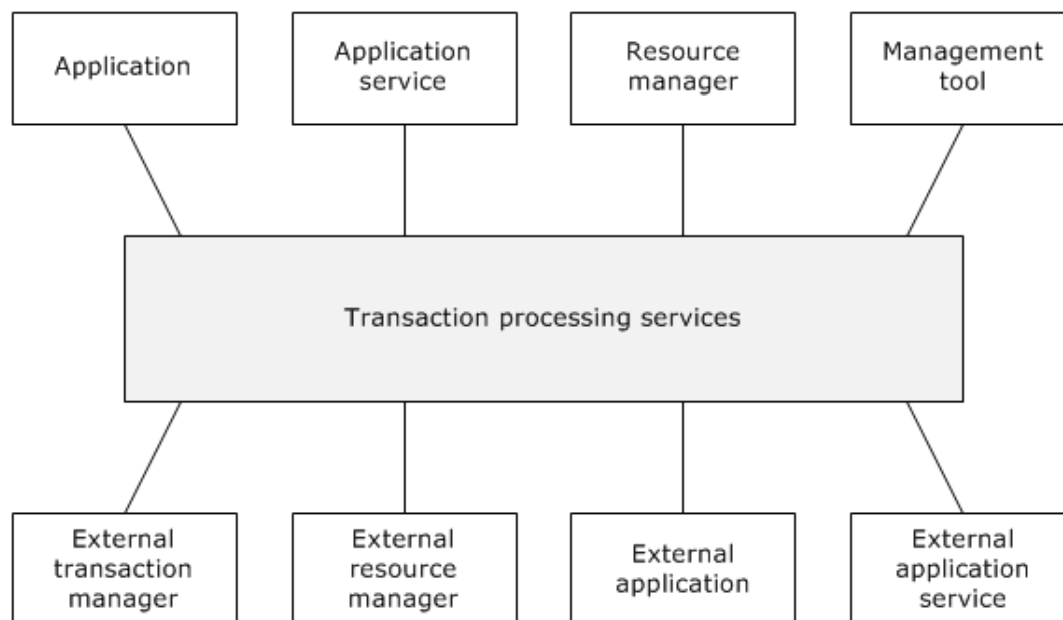 Application
Application
service
Resource
manager
Management
tool
Transaction processing services
External
transaction
manager
External
resource
manager
External
application
External
application
service